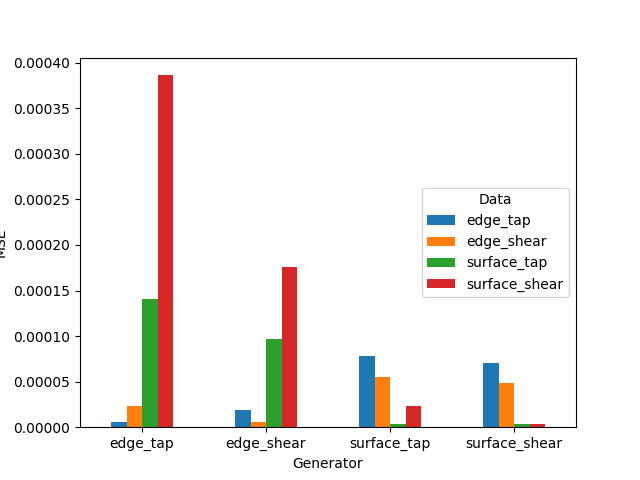 0.00040
0.00035
0.00030
0.00025
0.00020
0.00015
0.00010
0.00005
0.00000
MSE
Data
edge_tap
edge_shear
surface_tap
surface_shear
edge_tap edge_shear surface_tap surface_shear
Generator